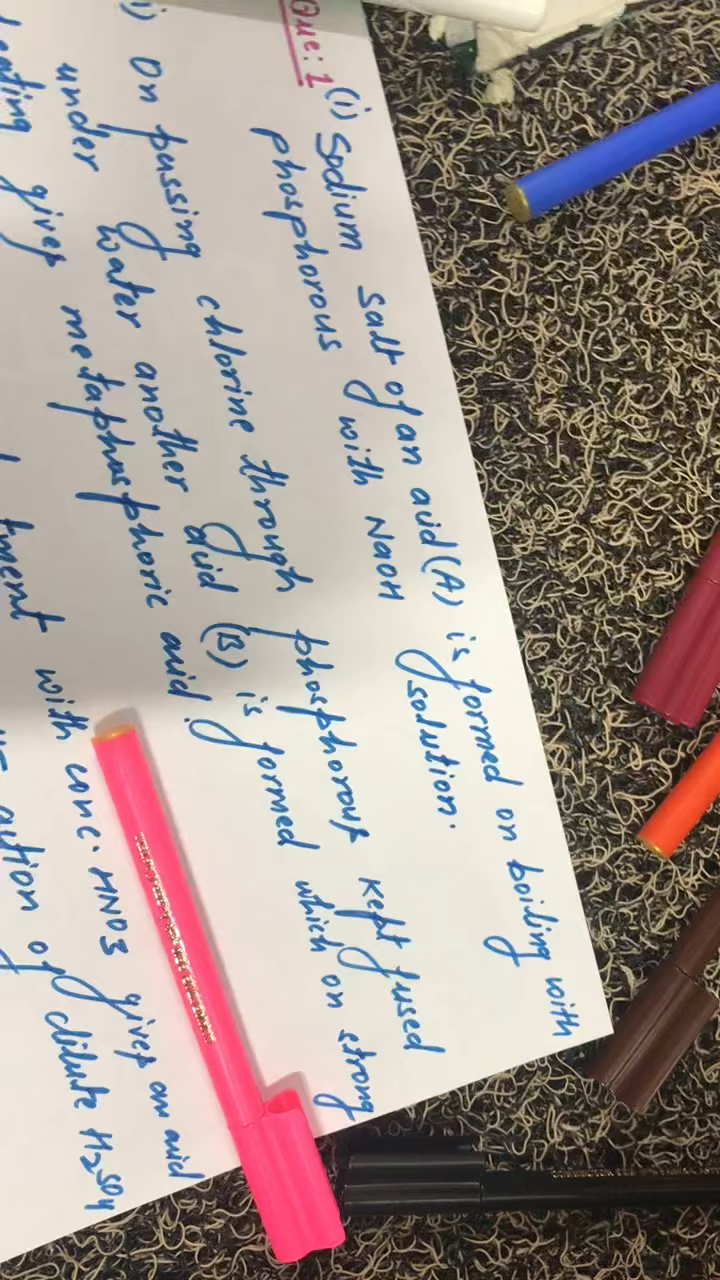 Que: 1
(i) Sodium salt of an acid (A) is formed on boiling with
phosphorous with NaOH solution.
i) On passing chlorine through phosphorus kept fused
under water another acid (B) is formed which on strong
heating gives metaphosphoric acid.
tment with conc. HNO3 gives an acid
action of dilute H2SO4